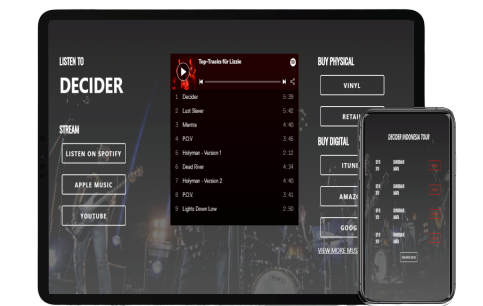 LISTEN TO
DECIDER
STREAM
LISTEN ON SPOTIFY
APPLE MUSIC
YOUTUBE
Top-Tracks für Lizzie
1 Decider 5:39
2 Lust Slaver 5:42
3 Mantra 4:40
4 P.O.V 3:45
5 Holyman - Version 1 2:12
6 Dead River 4:34
7 Holyman - Version 2 4:40
8 P.O.V. 3:41
9 Lights Down Low 2:50
BUY PHYSICAL
VINYL
RETAIL
BUY DIGITAL
ITUNE
AMAZ
GOOG
VIEW MORE MUS
DECIDER INDONESIA TOUR